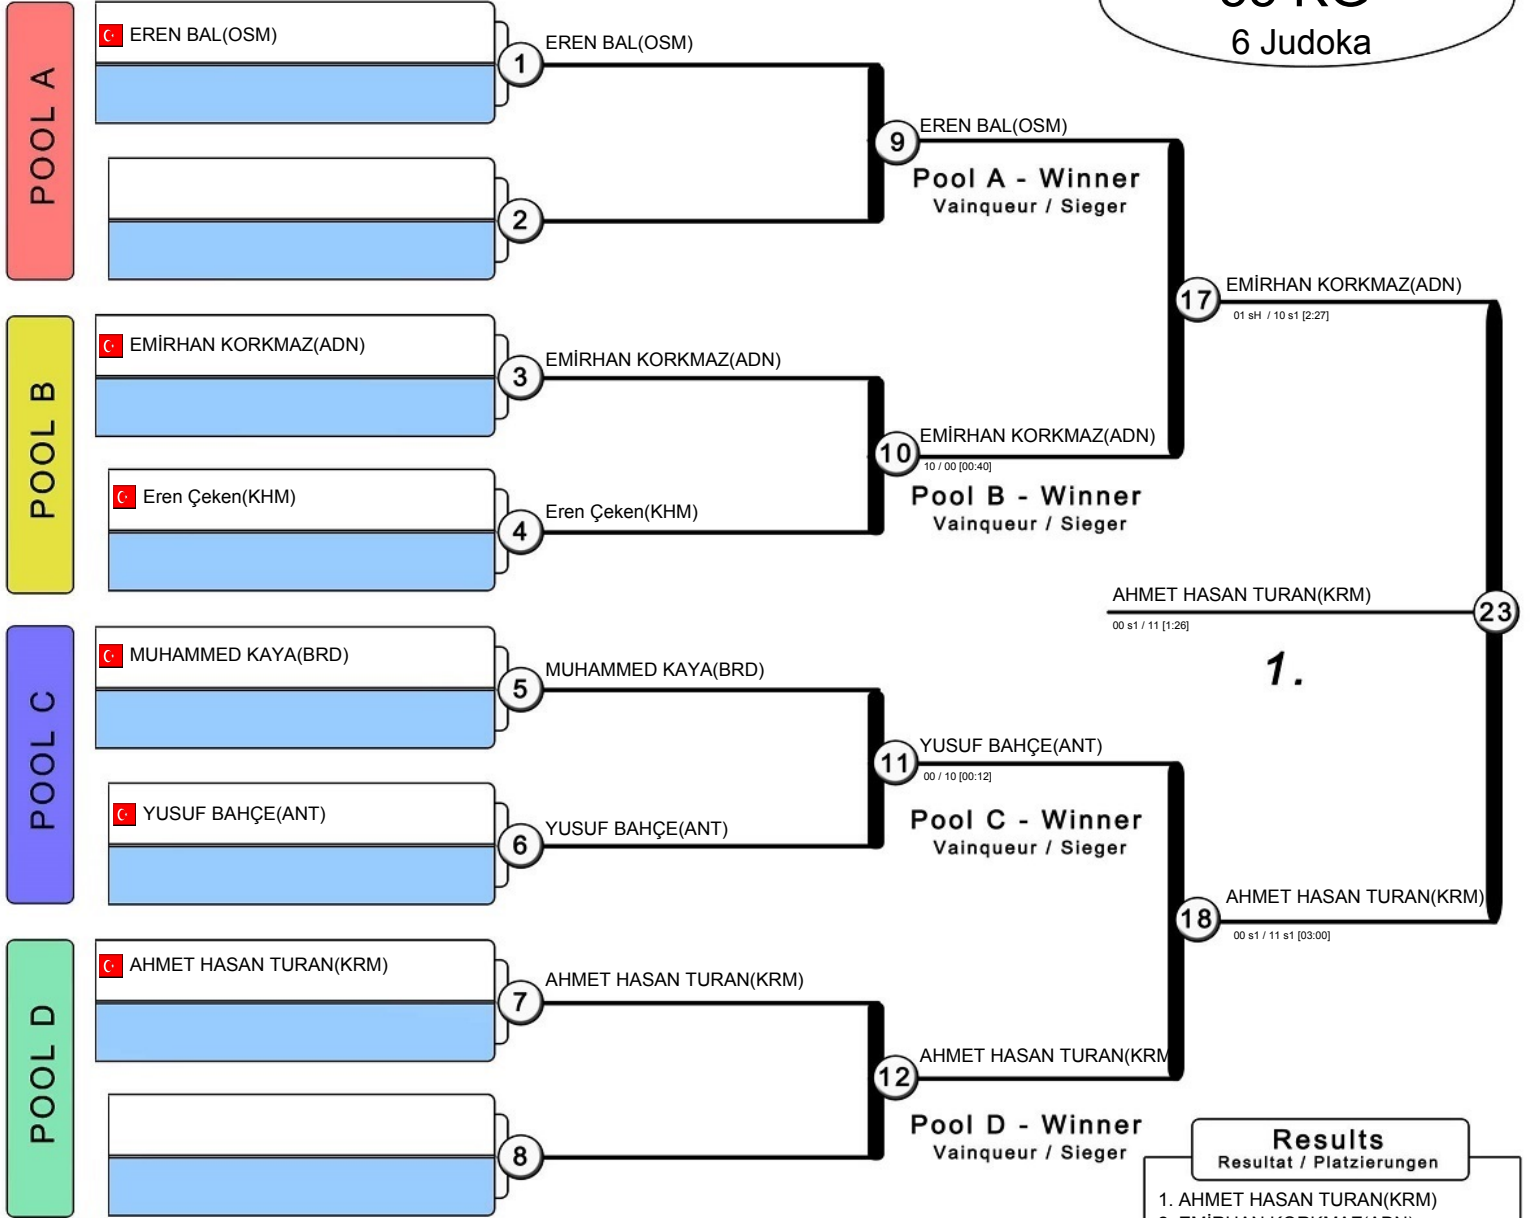 6 Judoka
POOL A
EREN BAL(OSM)
1
EREN BAL(OSM)
2
9
EREN BAL(OSM)
Pool A - Winner
Vainqueur / Sieger
POOL B
EMİRHAN KORKMAZ(ADN)
3
EMİRHAN KORKMAZ(ADN)
Eren Çeken(KHM)
4
Eren Çeken(KHM)
10
EMİRHAN KORKMAZ(ADN)
10 / 00 [00:40]
Pool B - Winner
Vainqueur / Sieger
17
EMİRHAN KORKMAZ(ADN)
01 sH / 10 s1 [2:27]
POOL C
MUHAMMED KAYA(BRD)
5
MUHAMMED KAYA(BRD)
YUSUF BAHÇE(ANT)
6
YUSUF BAHÇE(ANT)
11
YUSUF BAHÇE(ANT)
00 / 10 [00:12]
Pool C - Winner
Vainqueur / Sieger
POOL D
AHMET HASAN TURAN(KRM)
7
AHMET HASAN TURAN(KRM)
8
12
AHMET HASAN TURAN(KRM
Pool D - Winner
Vainqueur / Sieger
18
AHMET HASAN TURAN(KRM)
00 s1 / 11 s1 [03:00]
AHMET HASAN TURAN(KRM)
00 s1 / 11 [1:26]
23
1.
Results
Resultat / Platzierungen
1. AHMET HASAN TURAN(KRM)